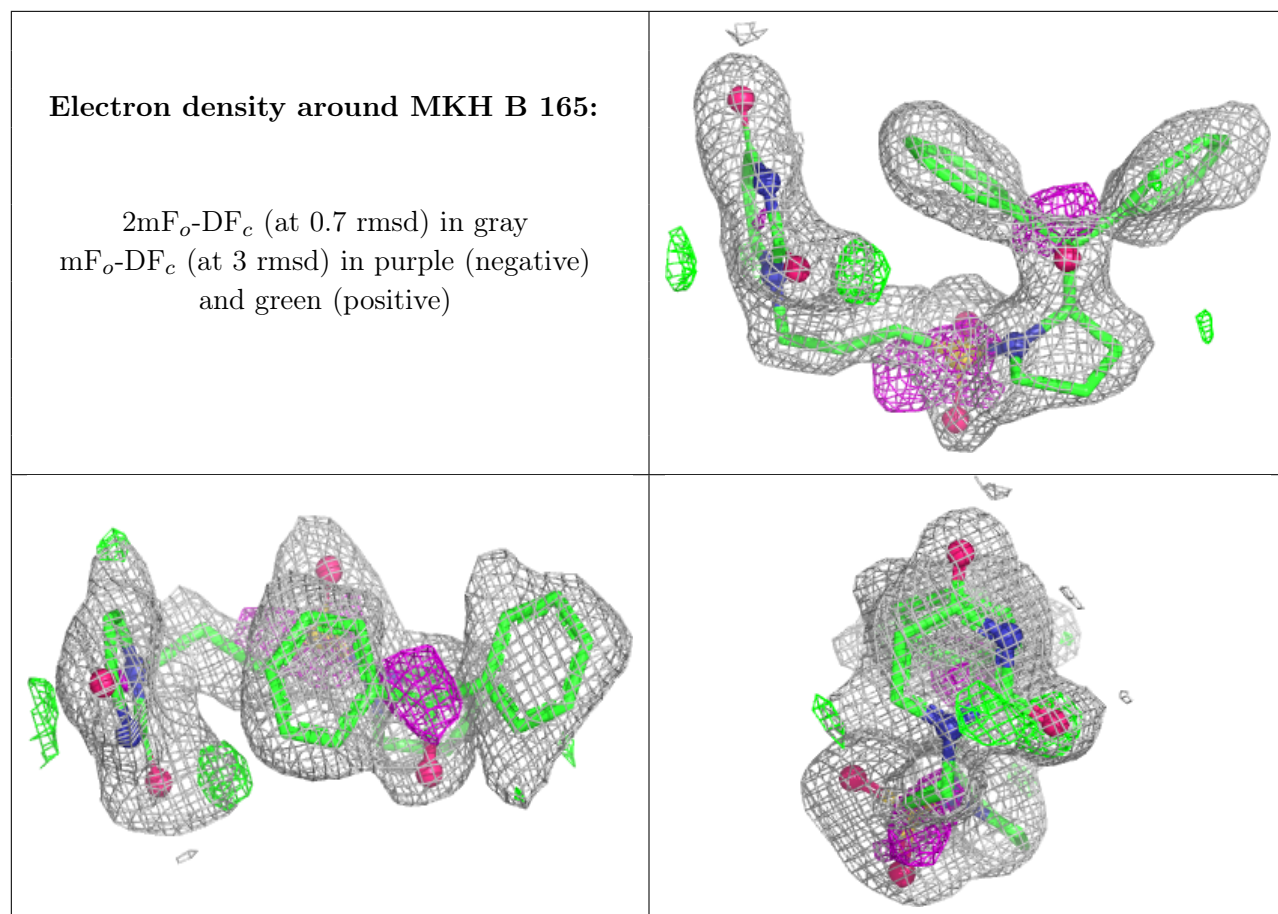 Electron density around MKH B 165:
2mFo-DFc (at 0.7 rmsd) in gray
mFo-DFc (at 3 rmsd) in purple (negative)
and green (positive)